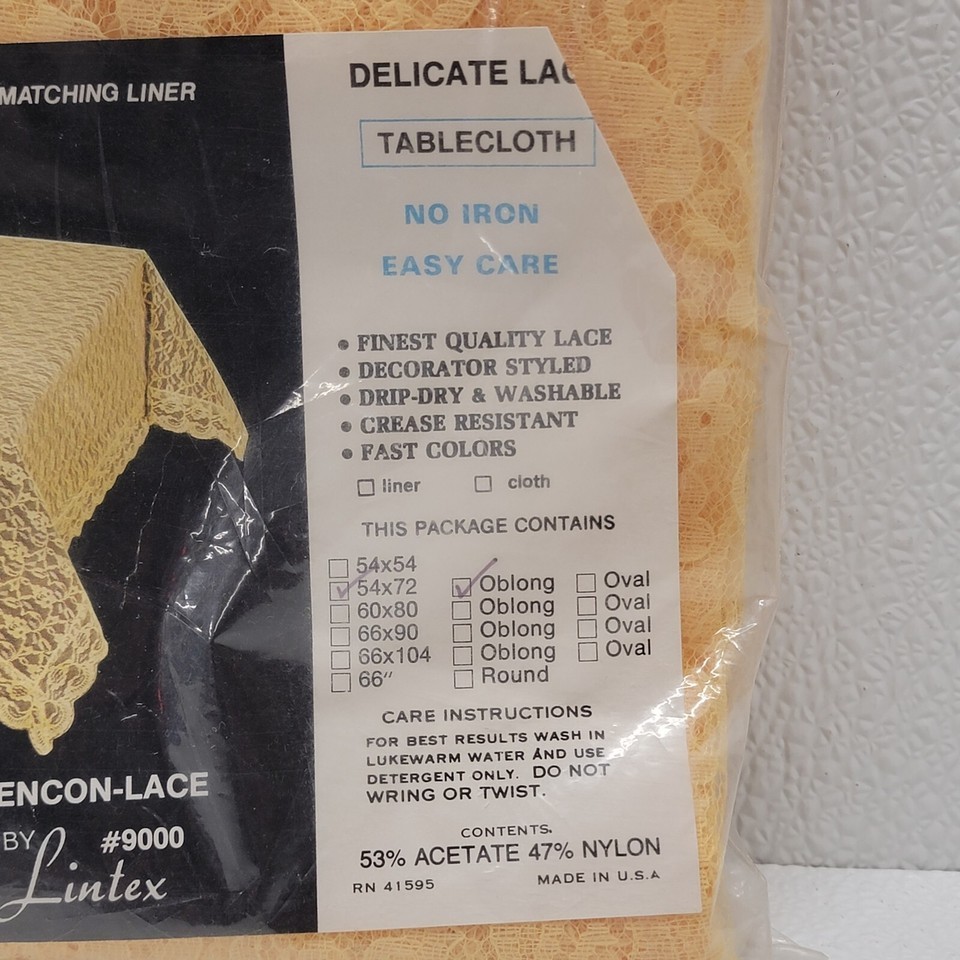 MATCHING LINER
ENCON-LACE
BY #9000
Lintex
DELICATE LAC
TABLECLOTH
NO IRON
EASY CARE
• FINEST QUALITY LACE
• DECORATOR STYLED
• DRIP-DRY & WASHABLE
• CREASE RESISTANT
• FAST COLORS
☐ liner ☐ cloth
THIS PACKAGE CONTAINS
☐ 54x54
☑ 54x72 ☑ Oblong ☐ Oval
☐ 60x80 ☐ Oblong ☐ Oval
☐ 66x90 ☐ Oblong ☐ Oval
☐ 66x104 ☐ Oblong ☐ Oval
☐ 66" ☐ Round
CARE INSTRUCTIONS
FOR BEST RESULTS WASH IN
LUKEWARM WATER AND USE
DETERGENT ONLY. DO NOT
WRING OR TWIST.
CONTENTS.
53% ACETATE 47% NYLON
RN 41595 MADE IN U.S.A